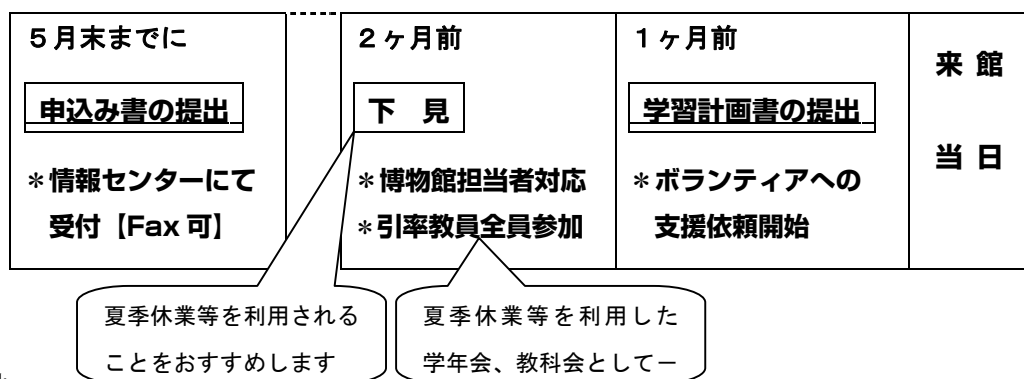 5月末までに
申込み書の提出
＊情報センターにて
受付【Fax 可】
2ヶ月前
下 見
＊博物館担当者対応
＊引率教員全員参加
1ヶ月前
学習計画書の提出
＊ボランティアへの
支援依頼開始
来 館
当 日
夏季休業等を利用される
ことをおすすめします
夏季休業等を利用した
学年会、教科会としてー